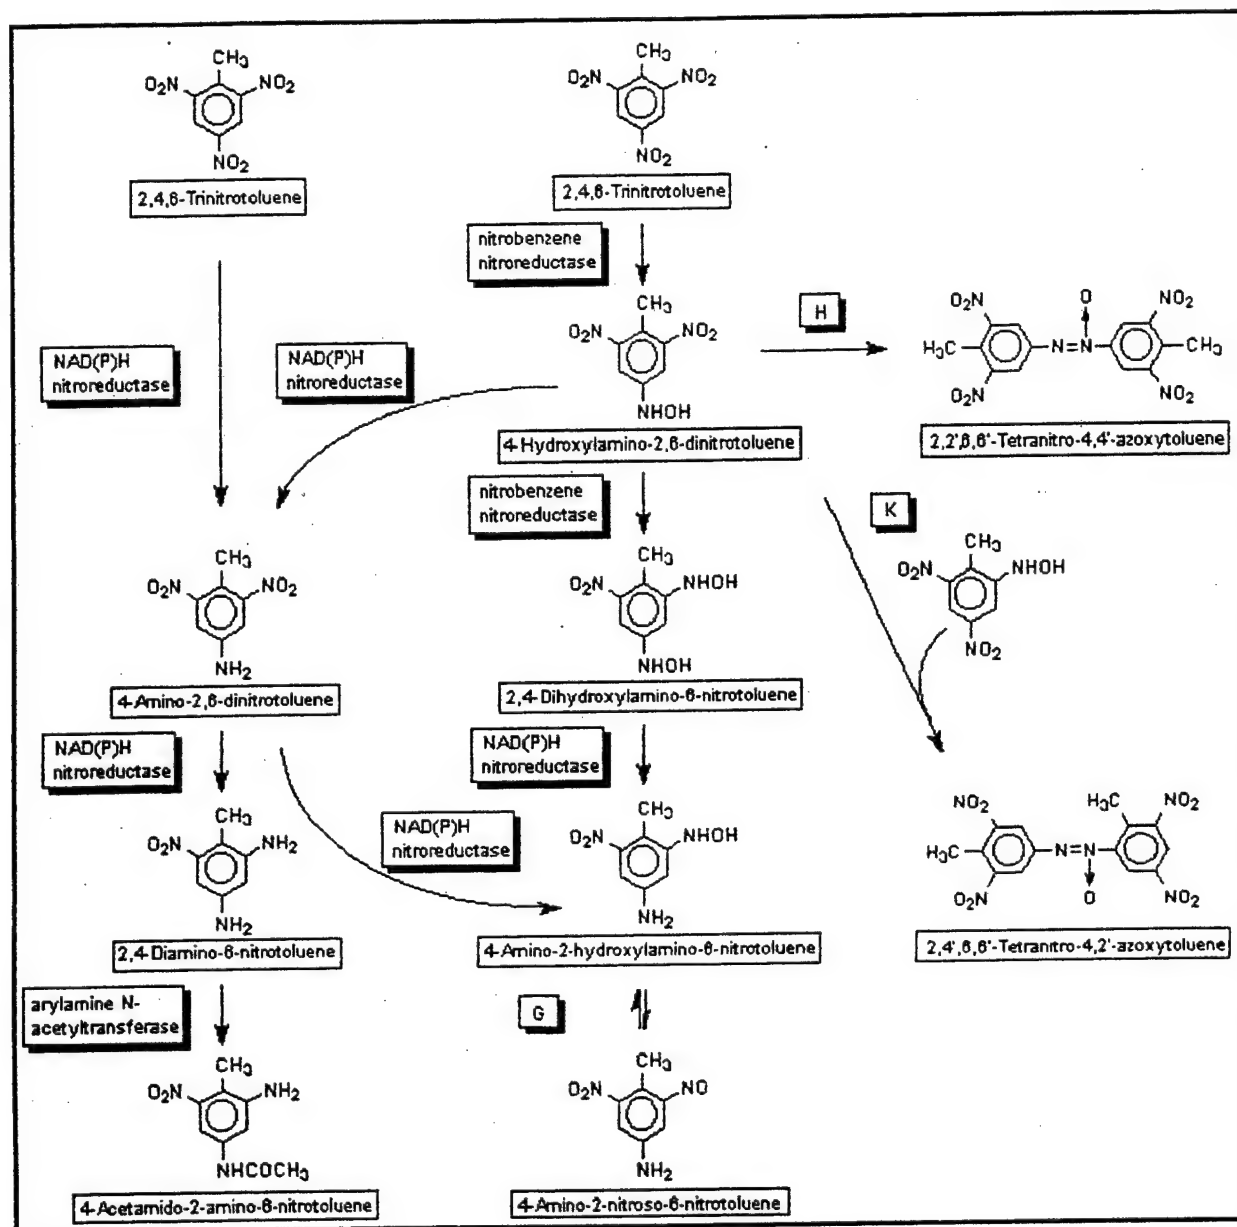 CH3
O2N
NO2
NO2
2,4,6-Trinitrotoluene
CH3
O2N
NO2
NO2
2,4,6-Trinitrotoluene
nitrobenzene
nitroreductase
NAD(P)H
nitroreductase
NAD(P)H
nitroreductase
CH3
O2N
NO2
NHOH
4-Hydroxylamino-2,6-dinitrotoluene
H
O2N
NO2
O
H3C
N=N
CH3
O2N
NO2
2,2',6,6'-Tetranitro-4,4'-azoxytoluene
nitrobenzene
nitroreductase
K
CH3
O2N
NHOH
NO2
CH3
O2N
NO2
NH2
4-Amino-2,6-dinitrotoluene
CH3
O2N
NHOH
NHOH
2,4-Dihydroxylamino-6-nitrotoluene
NAD(P)H
nitroreductase
NAD(P)H
nitroreductase
NAD(P)H
nitroreductase
CH3
O2N
NH2
NH2
2,4-Diamino-6-nitrotoluene
CH3
O2N
NHOH
NH2
4-Amino-2-hydroxylamino-6-nitrotoluene
NO2
H3C
NO2
H3C
N=N
NO2
O
NO2
2,4',6,6'-Tetranitro-4,2'-azoxytoluene
arylamine N-
acetyltransferase
G
CH3
O2N
NH2
NHCOCH3
4-Acetamido-2-amino-6-nitrotoluene
CH3
O2N
NO
NH2
4-Amino-2-nitroso-6-nitrotoluene